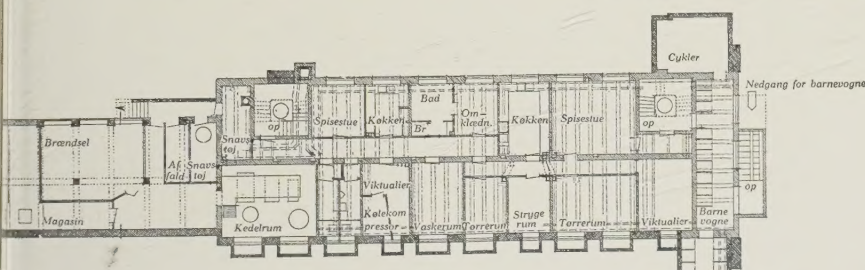 Cykler
Nedgang for barnevogne
Bad
Om-
klædn.
Spisestue
Køkken
Br
Køkken
Spisestue
op
op
Snavs
tøj
Brændsel
Af
fald
Snavs
tøj
Magasin
Kedelrum
Viktualier
Kølekom
pressor
Vaskerum
Tørrerum
Stryge
rum
Tørrerum
Viktualier
Barne
vogne
op